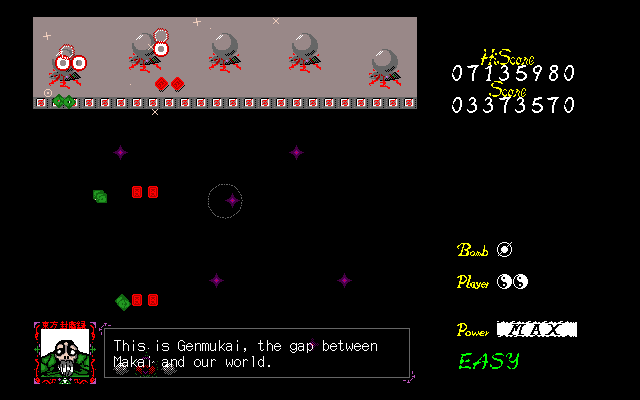 HiScore
07135980
Score
03373570
Bomb
Player
Power MAX
EASY
This is Genmukai, the gap between
Makai and our world.